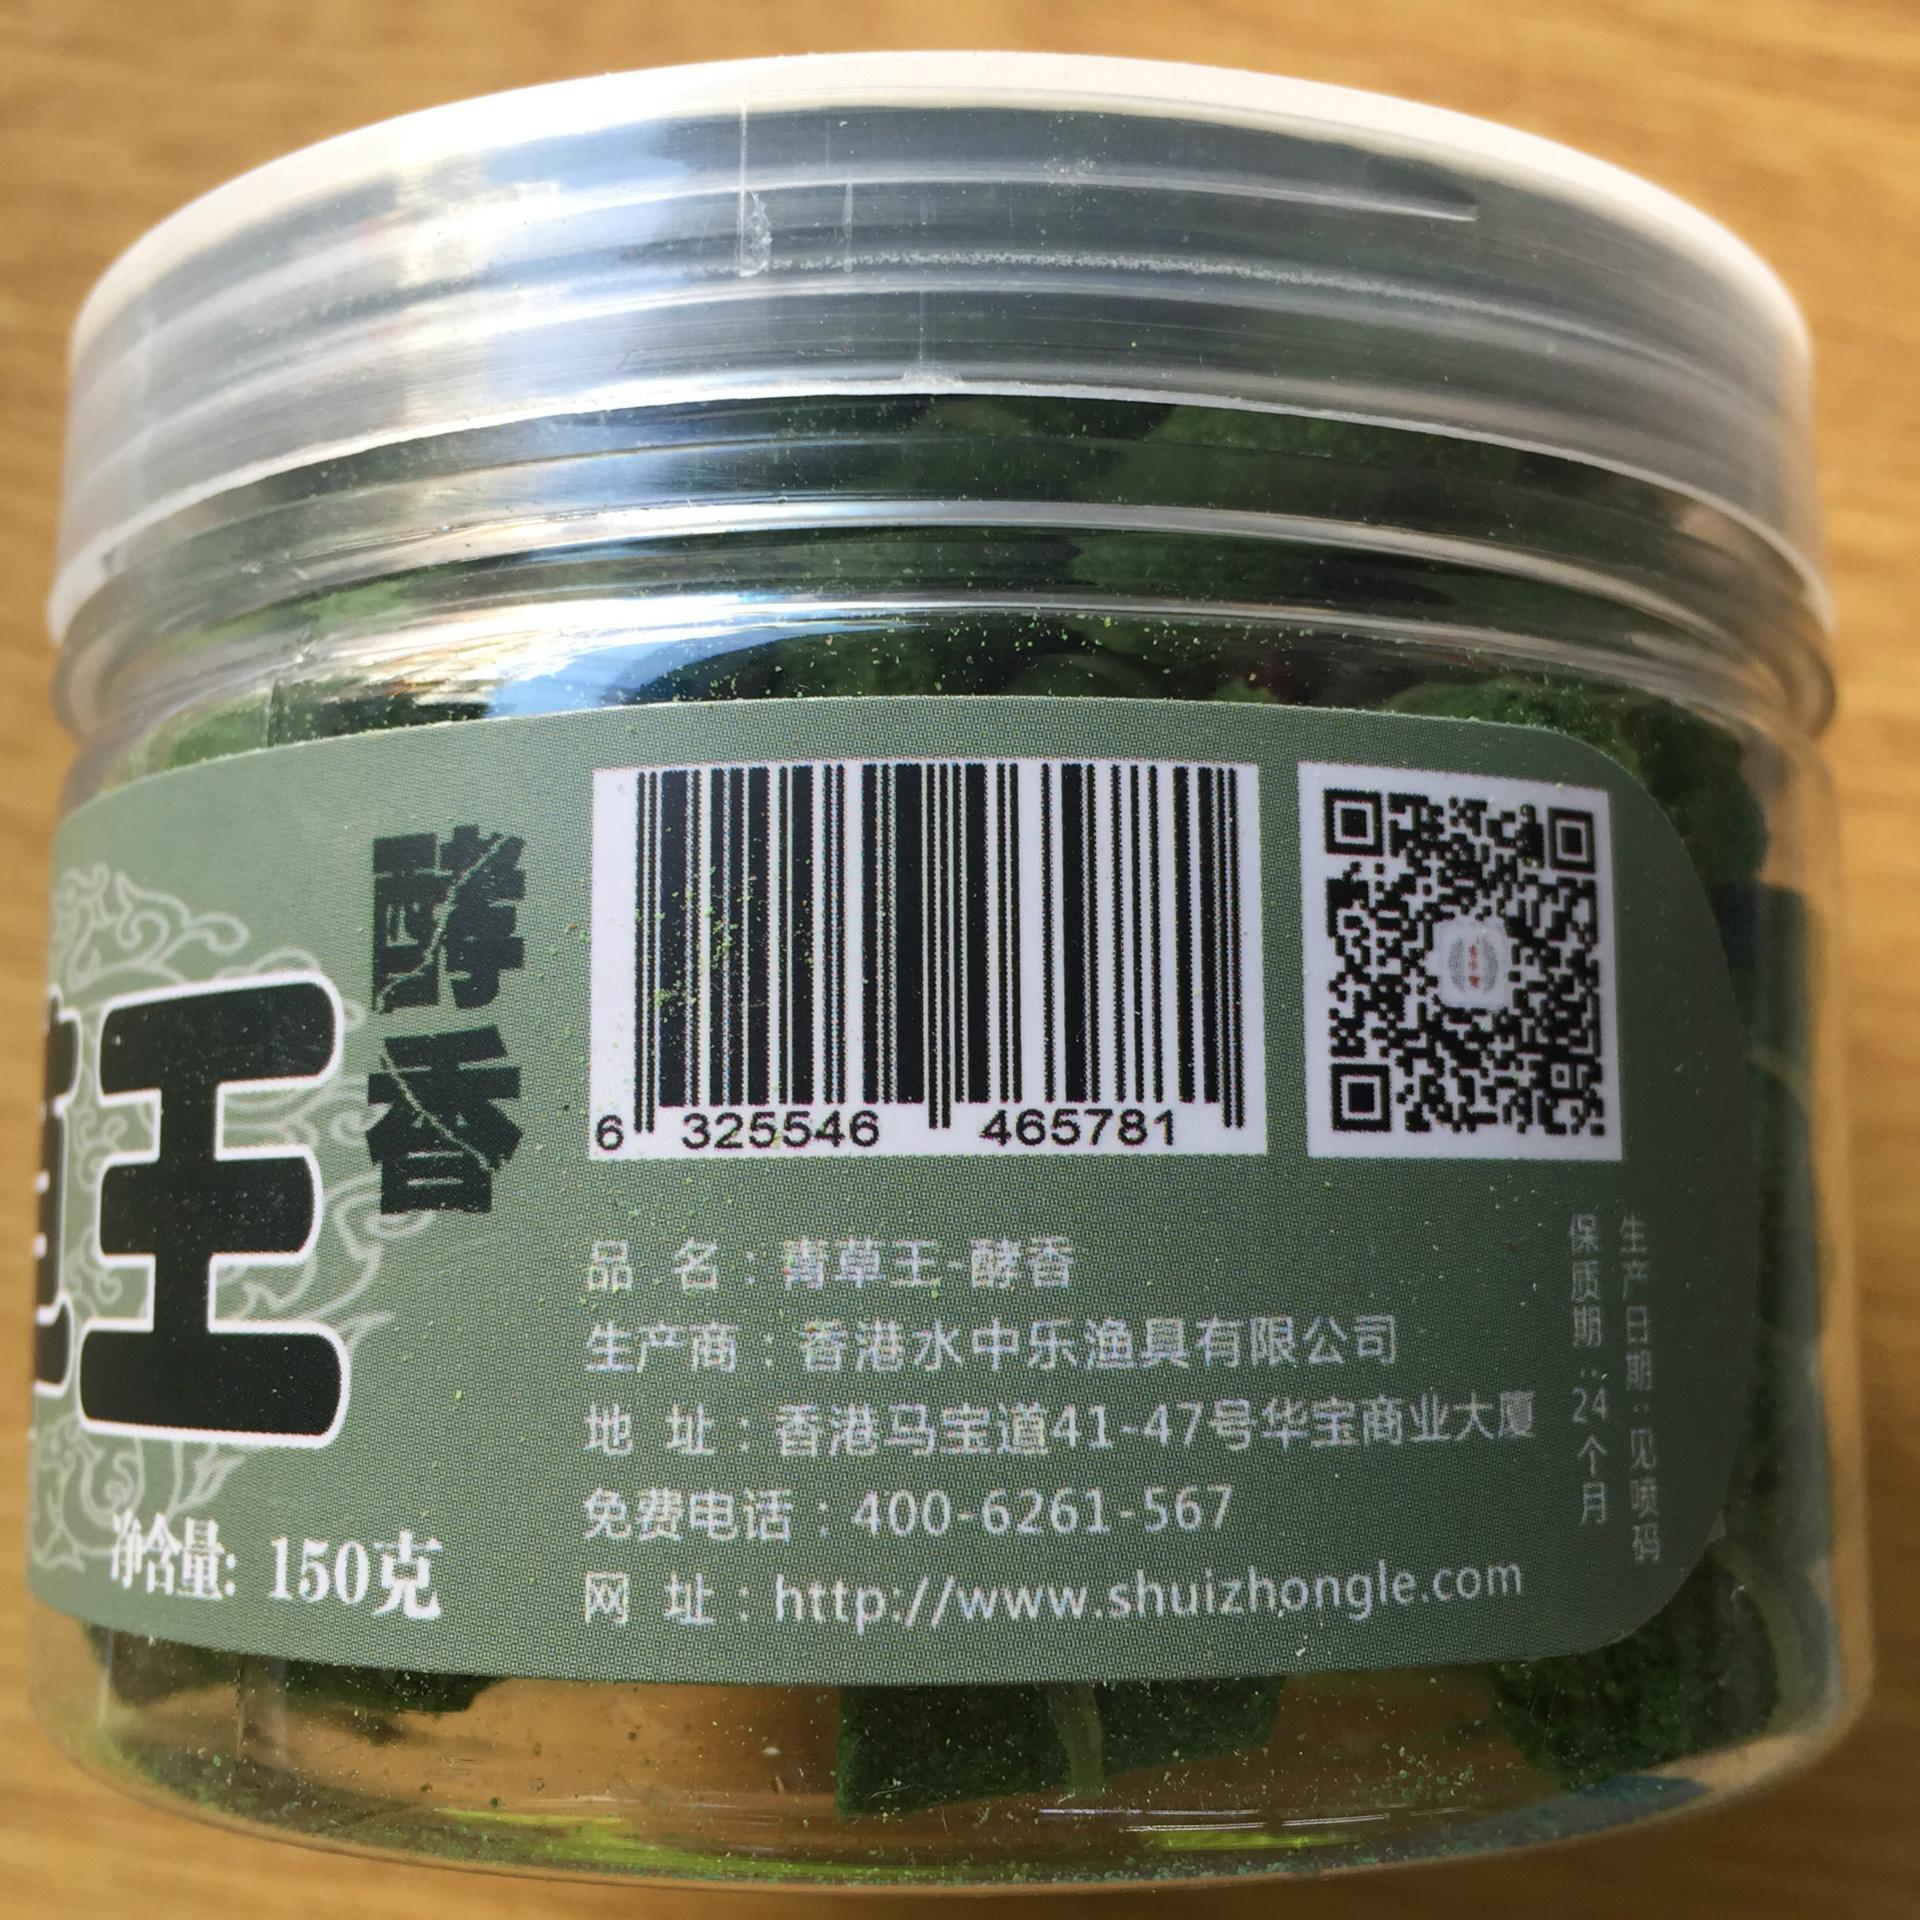 王
酵香
净含量: 150克
6 325546 465781
品 名：青草王-酵香
生产商：香港水中乐渔具有限公司
地 址：香港马宝道41-47号华宝商业大厦
免费电话：400-6261-567
网 址：http://www.shuizhongle.com
生产日期：见喷码
保质期：24个月